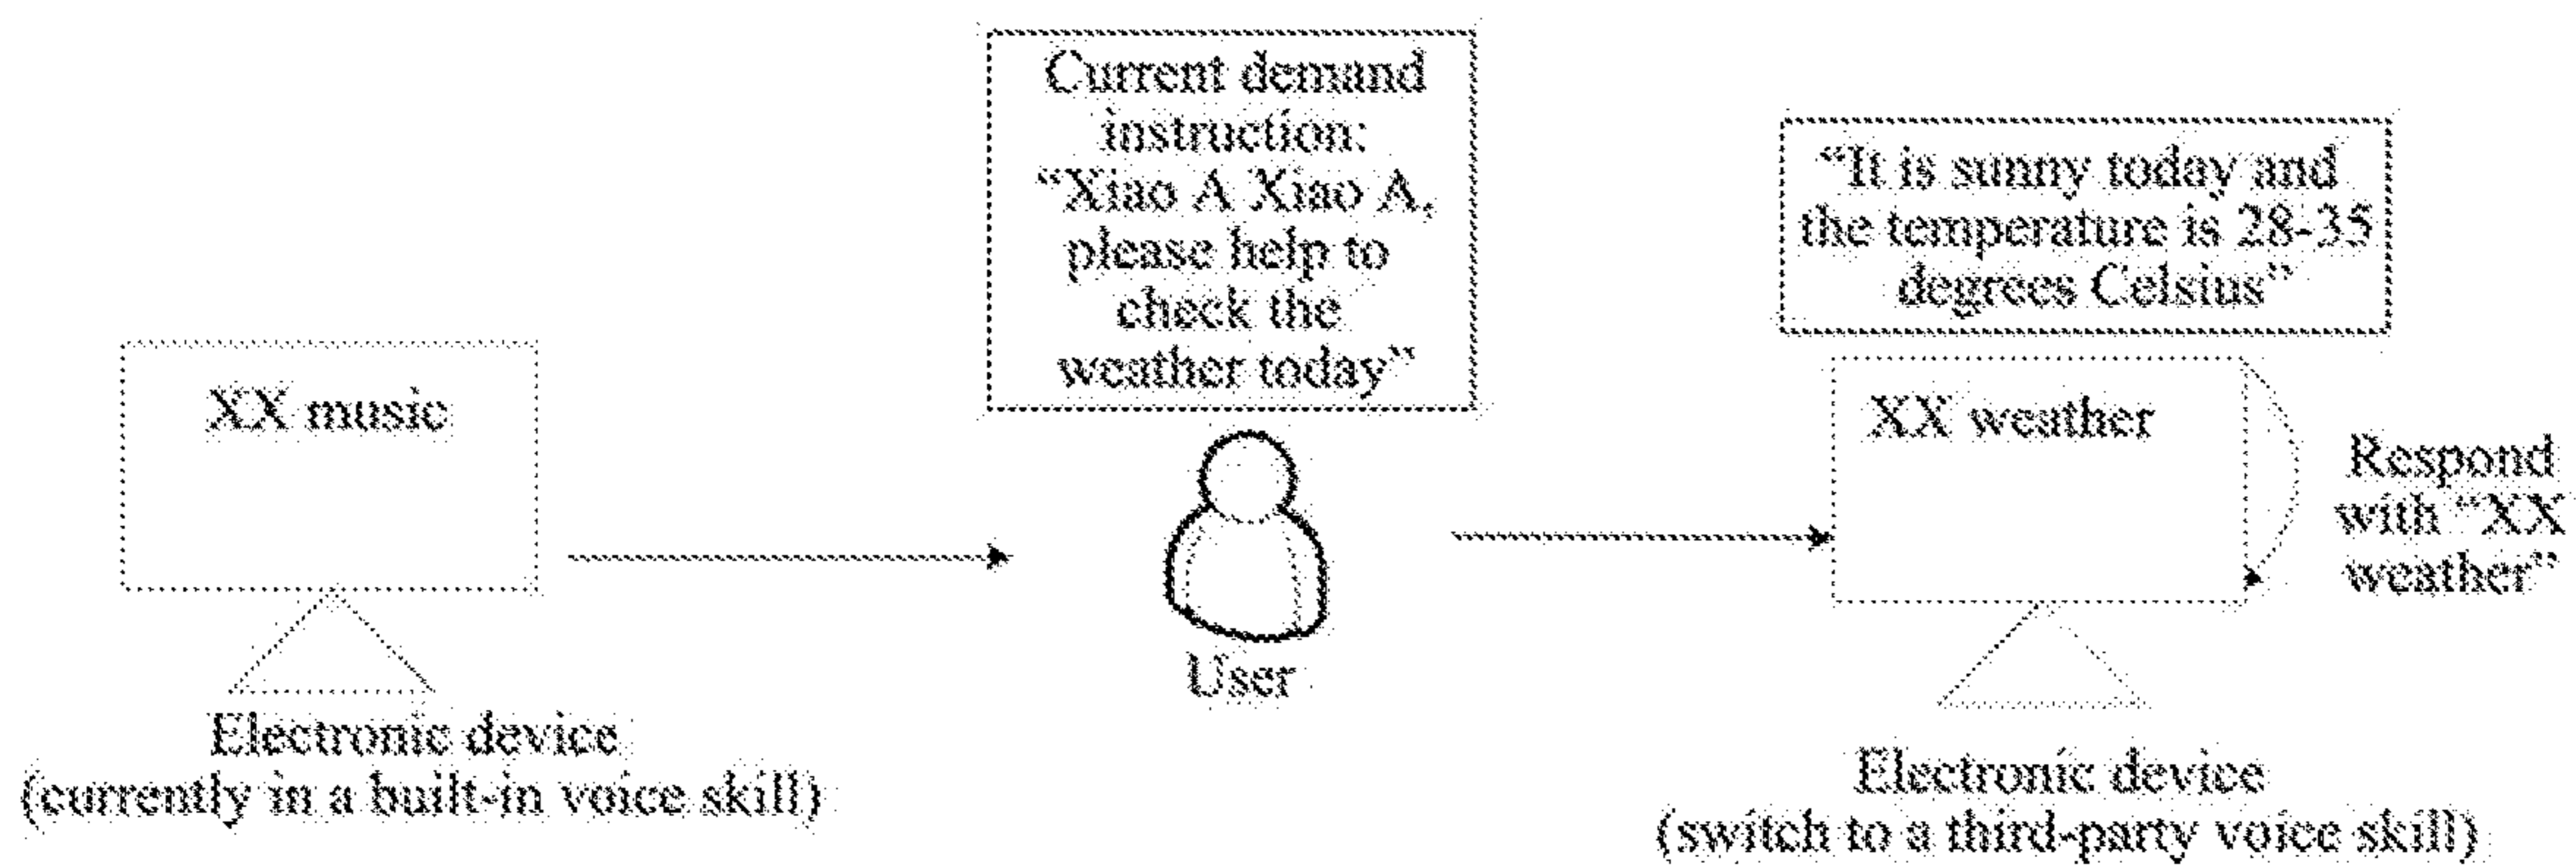 XX music
Electronic device
(currently in a built-in voice skill)
Current demand
instruction:
“Xiao A Xiao A,
please help to
check the
weather today”
User
“It is sunny today and
the temperature is 28-35
degrees Celsius”
XX weather
Respond
with “XX
weather”
Electronic device
(switch to a third-party voice skill)